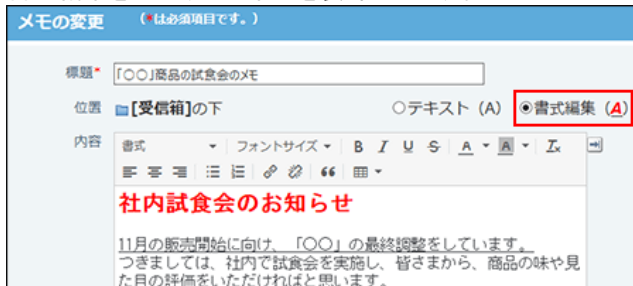 メモの変更 (*は必須項目です。)
標題* 「〇〇」商品の試食会のメモ
位置 [受信箱]の下 テキスト (A) 書式編集 (A)
内容 書式 フォントサイズ B I U S A A Tx
社内試食会のお知らせ
11月の販売開始に向け、「〇〇」の最終調整をしています。
つきましては、社内で試食会を実施し、皆さまから、商品の味や見
た目の評価をいただければと思います。